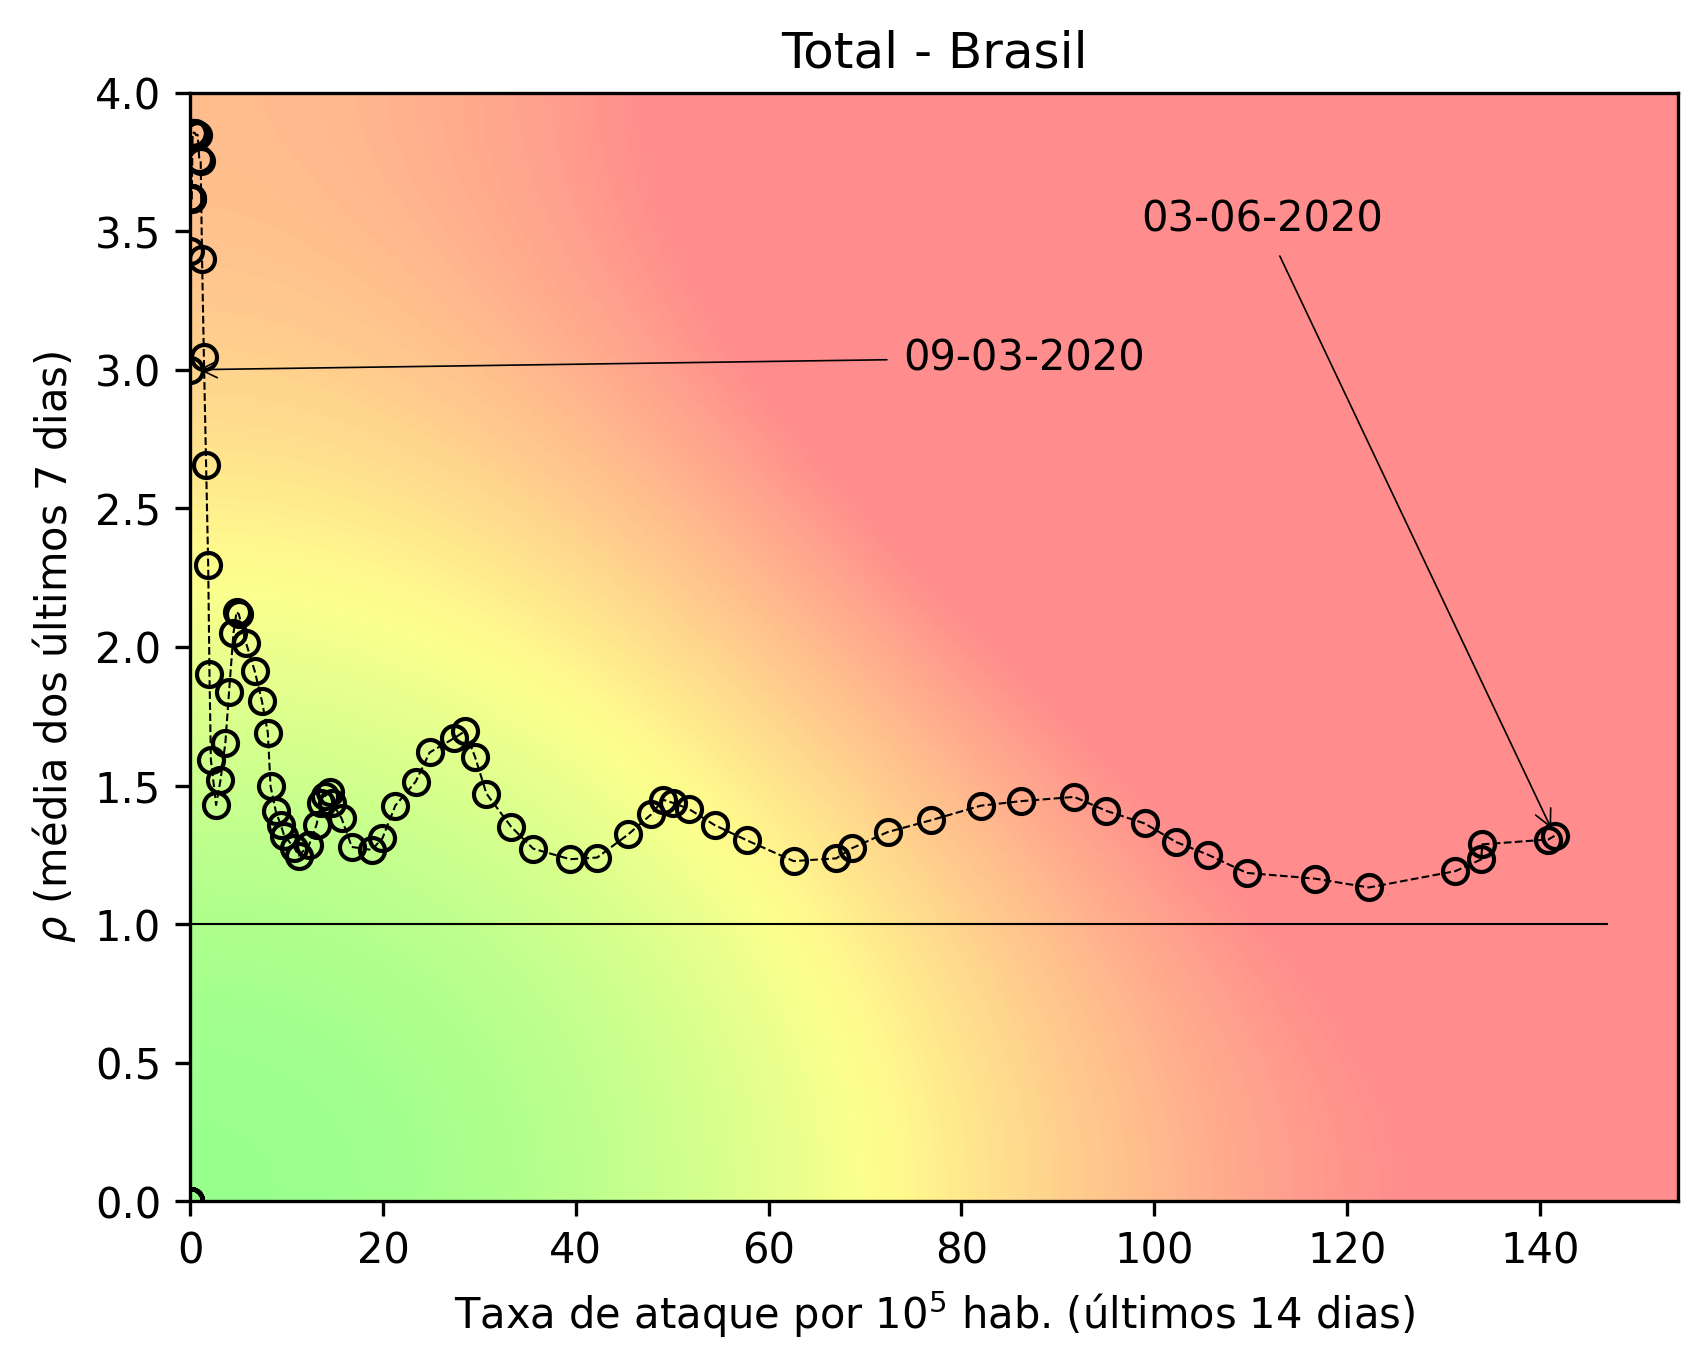 Total - Brasil
4.0
3.5
3.0
2.5
2.0
1.5
1.0
0.5
0.0
ρ (média dos últimos 7 dias)
03-06-2020
09-03-2020
0 20 40 60 80 100 120 140
Taxa de ataque por 10⁵ hab. (últimos 14 dias)